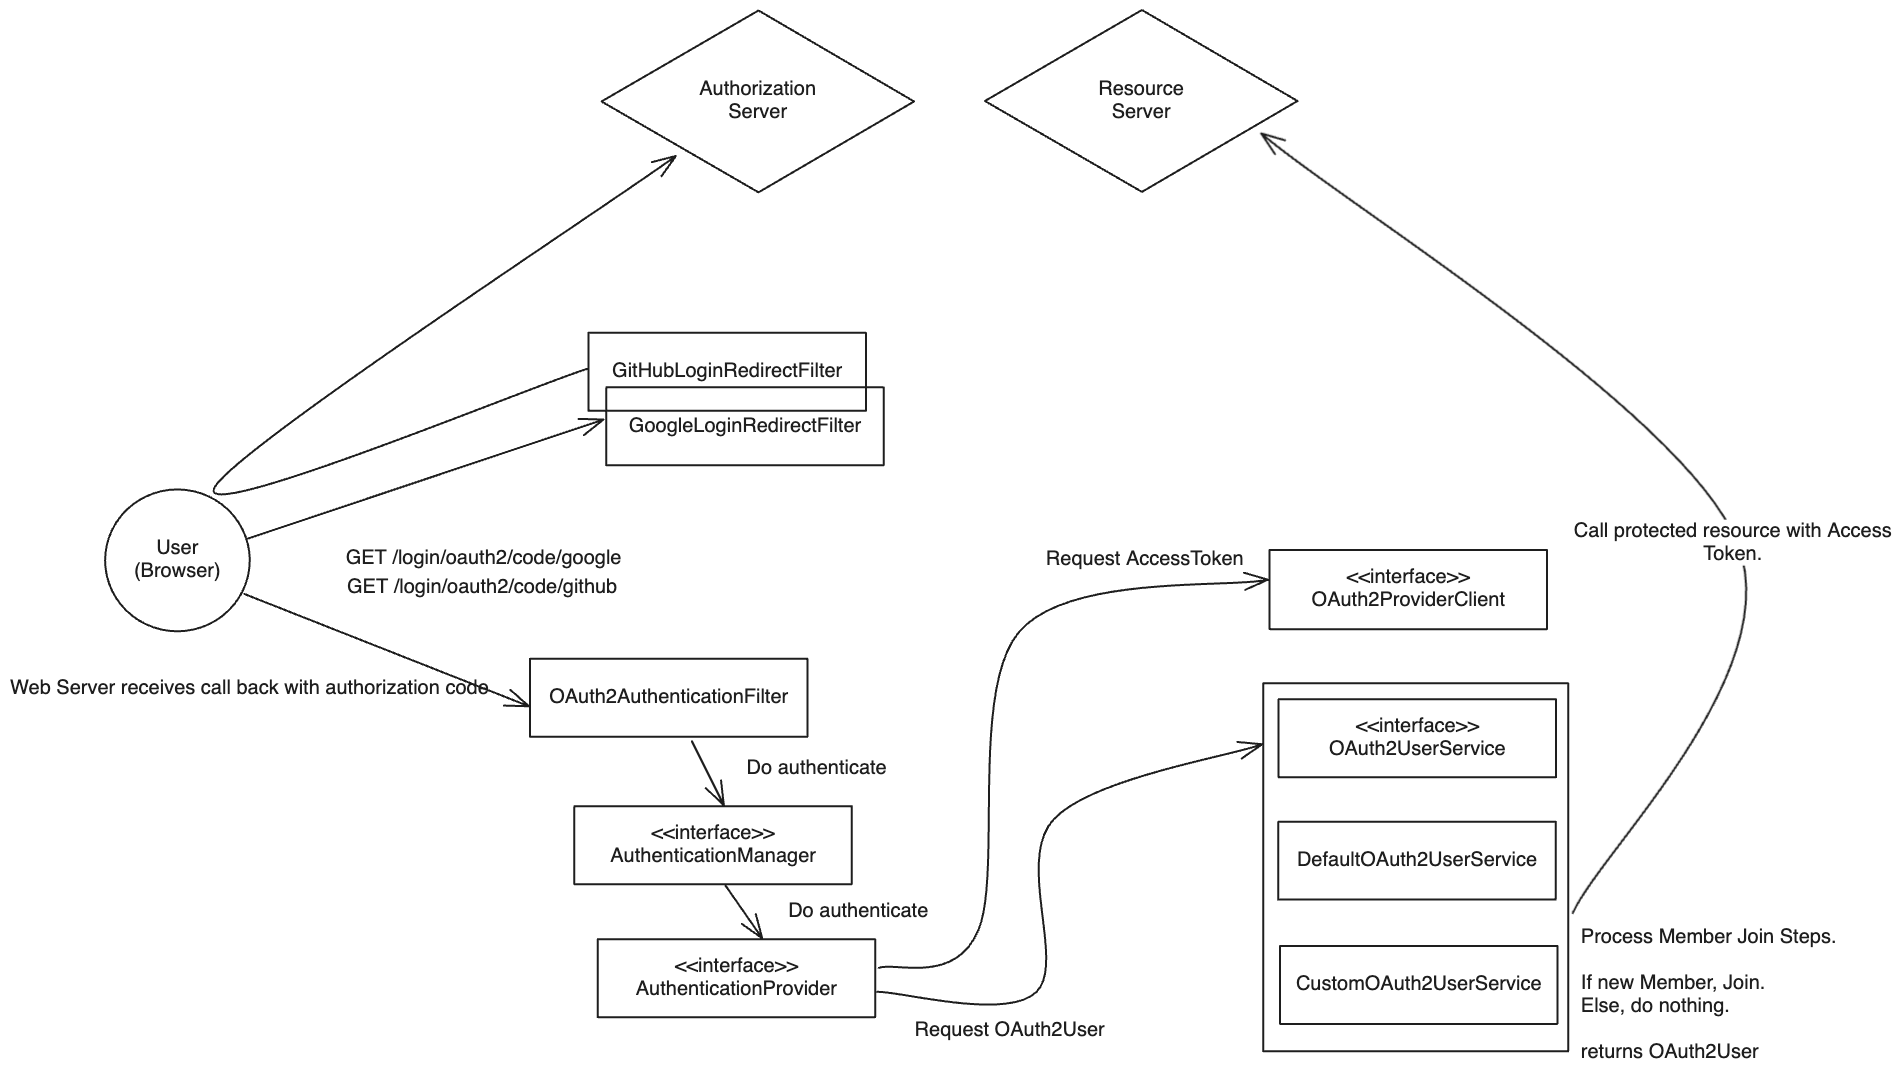 Authorization
Server
Resource
Server
GitHubLoginRedirectFilter
GoogleLoginRedirectFilter
User
(Browser)
GET /login/oauth2/code/google
GET /login/oauth2/code/github
Web Server receives call back with authorization code
OAuth2AuthenticationFilter
Do authenticate
<<interface>>
AuthenticationManager
Do authenticate
<<interface>>
AuthenticationProvider
Request AccessToken
Request OAuth2User
<<interface>>
OAuth2ProviderClient
Call protected resource with Access
Token.
<<interface>>
OAuth2UserService
DefaultOAuth2UserService
CustomOAuth2UserService
Process Member Join Steps.
If new Member, Join.
Else, do nothing.
returns OAuth2User